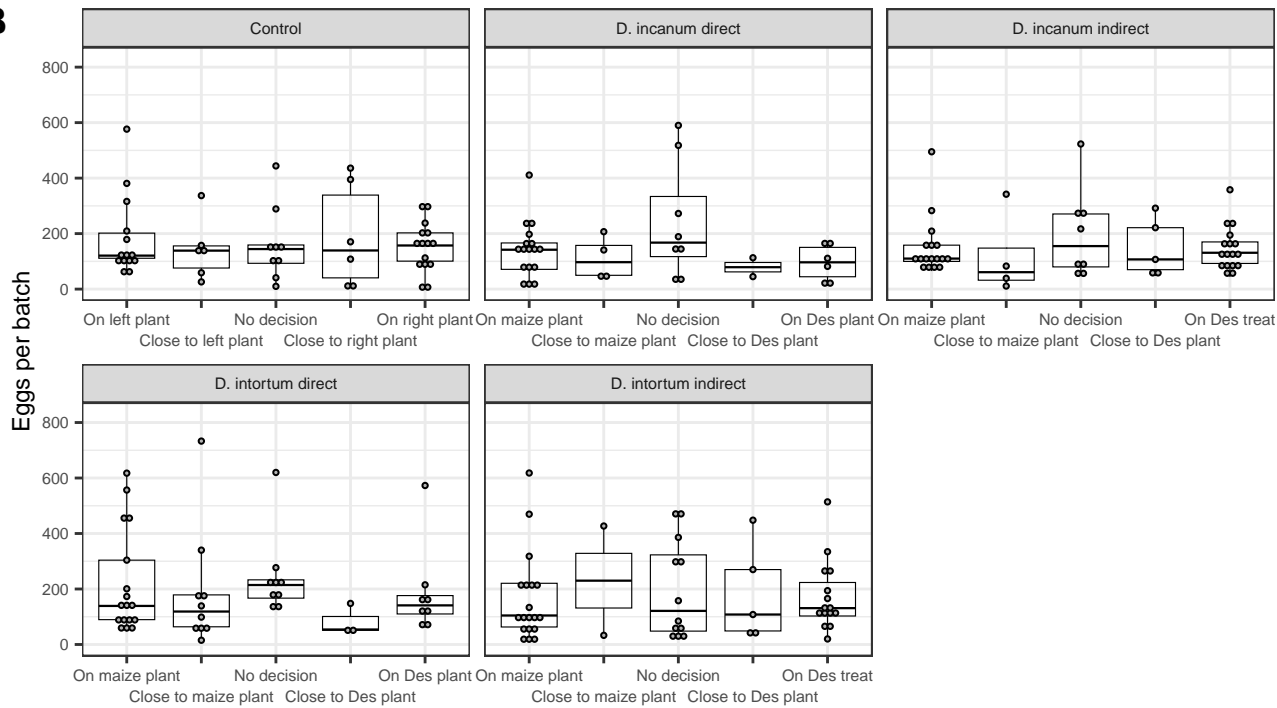 B
Control
D. incanum direct
D. incanum indirect
Eggs per batch
800
600
400
200
0
On left plant
Close to left plant
No decision
Close to right plant
On right plant
On maize plant
Close to maize plant
No decision
Close to Des plant
On Des plant
On maize plant
Close to maize plant
No decision
Close to Des plant
On Des treat
D. intortum direct
D. intortum indirect
800
600
400
200
0
On maize plant
Close to maize plant
No decision
Close to Des plant
On Des plant
On maize plant
Close to maize plant
No decision
Close to Des plant
On Des treat